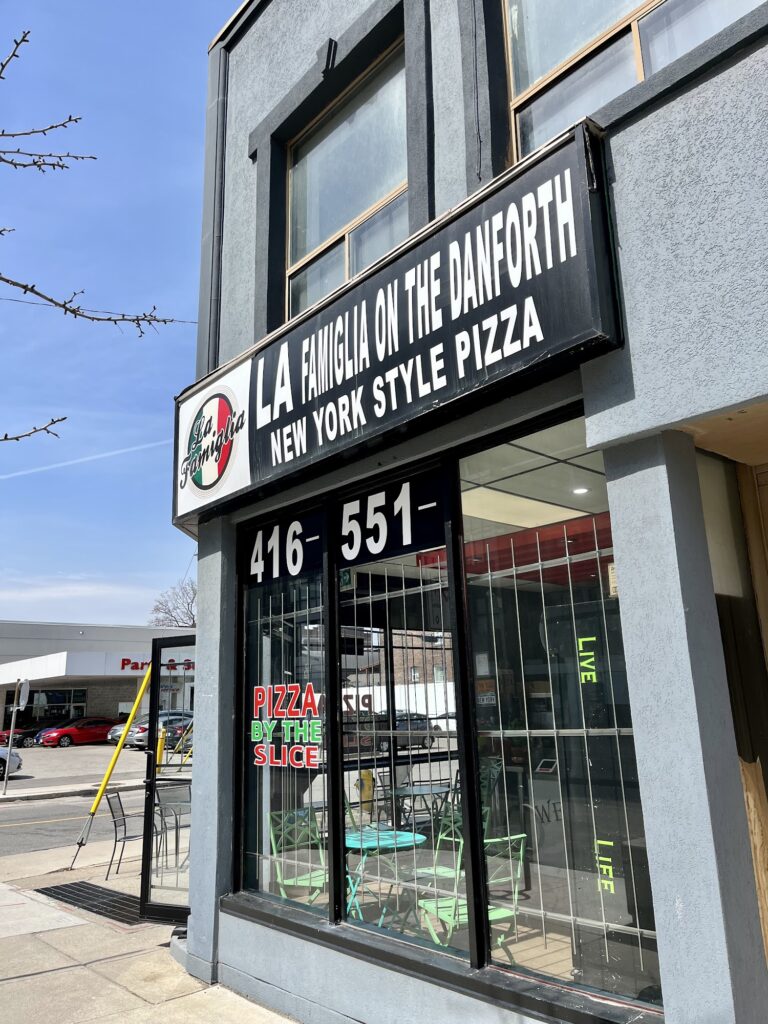 La
Famiglia
LA FAMIGLIA ON THE DANFORTH
NEW YORK STYLE PIZZA
416-
551-
PIZZA
BY THE
SLICE
LIVE
LIFE
WE